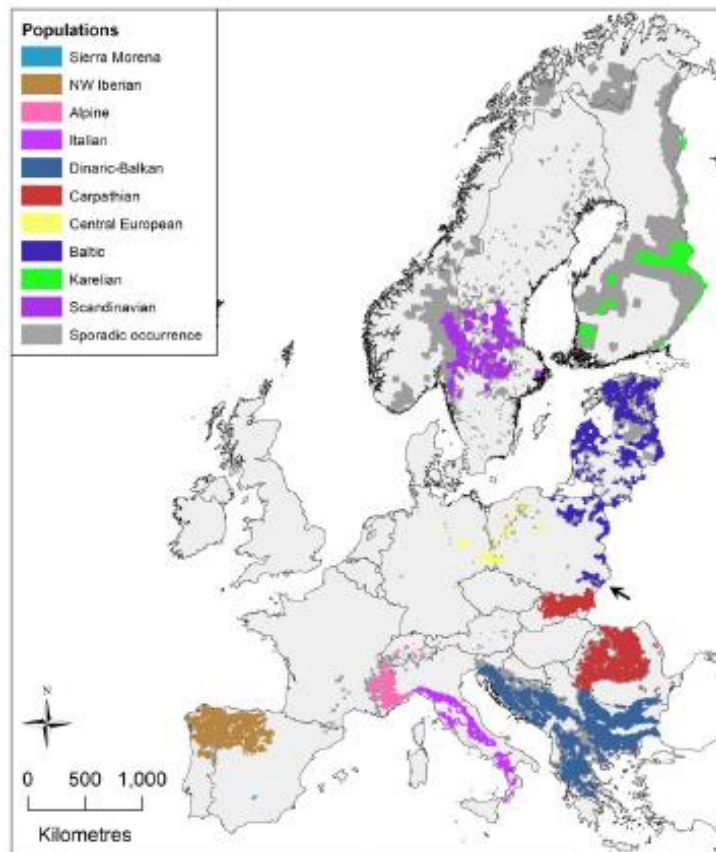 Populations
Sierra Morena
NW Iberian
Alpine
Italian
Dinaric-Balkan
Carpathian
Central European
Baltic
Karelian
Scandinavian
Sporadic occurrence
N
0 500 1,000
Kilometres